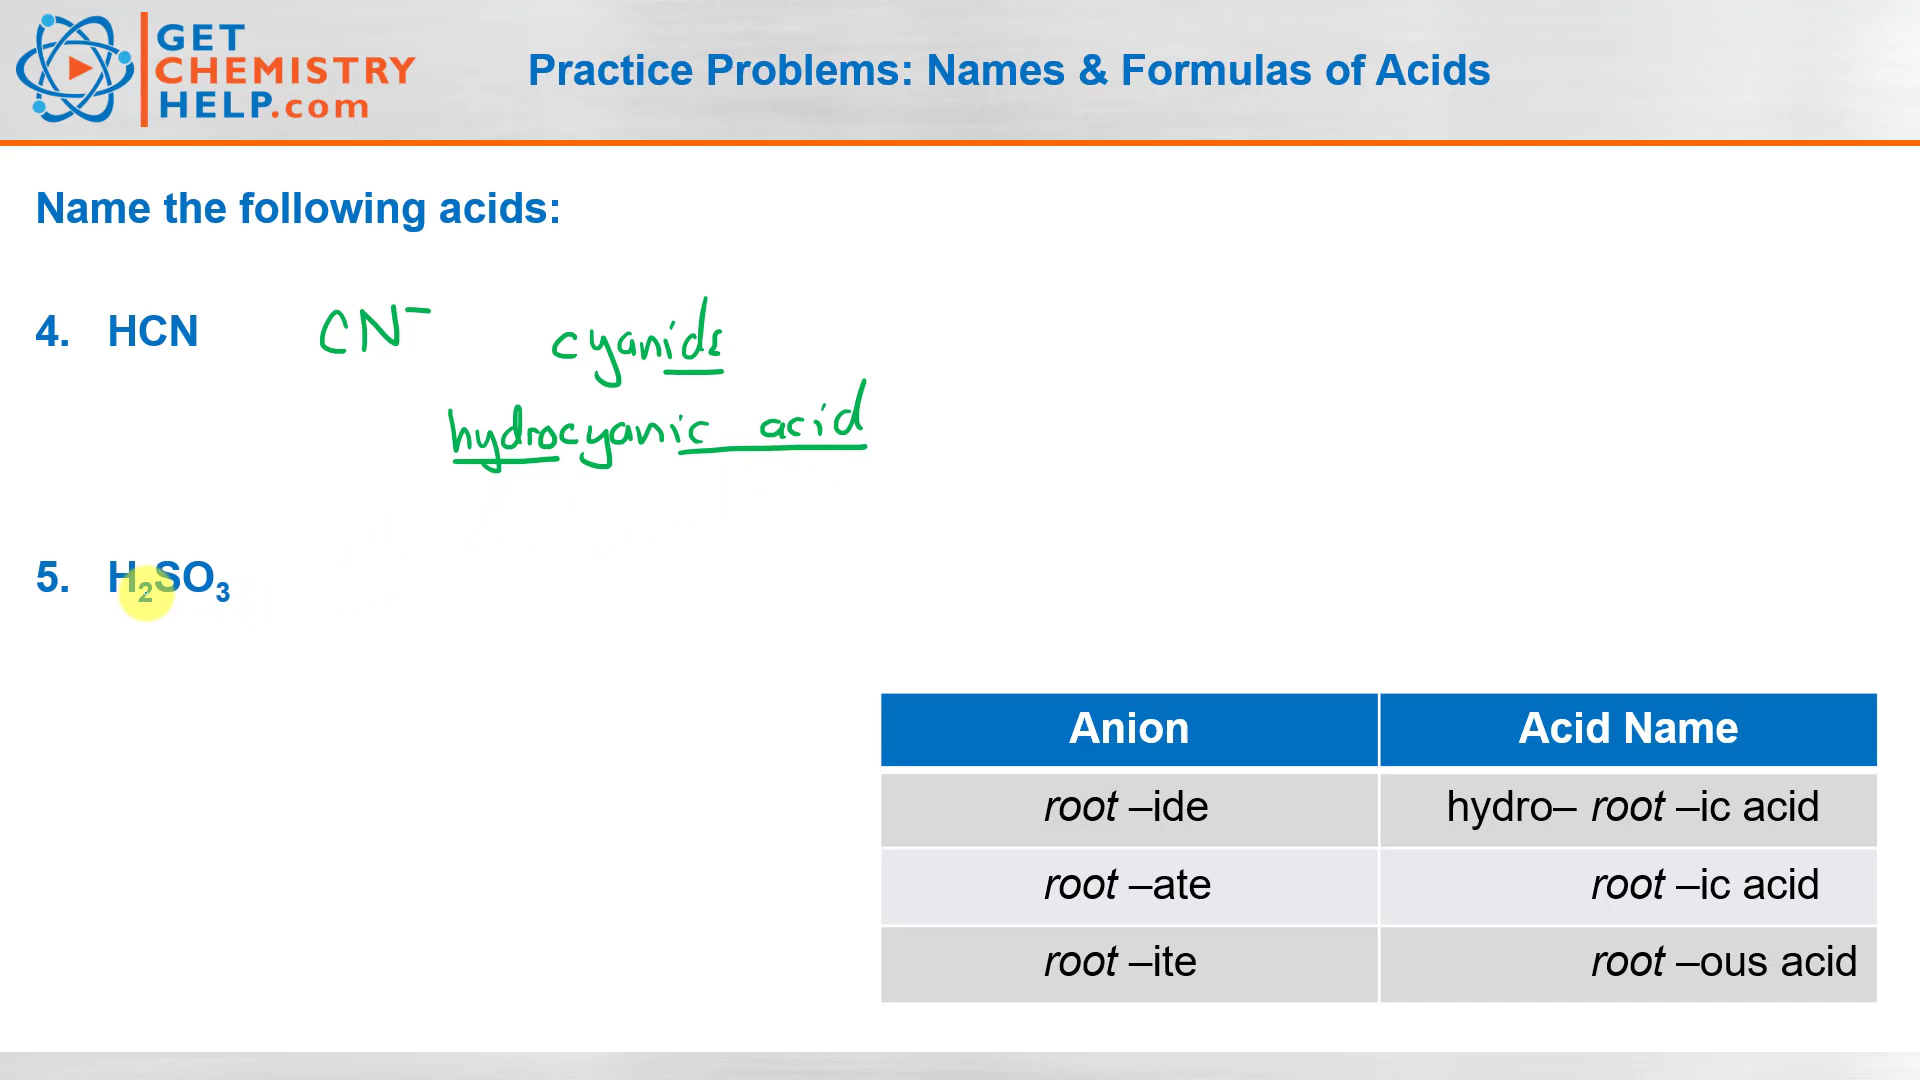 GET
CHEMISTRY
HELP.com
Practice Problems: Names & Formulas of Acids
Name the following acids:
4. HCN CN⁻ cyanide
hydrocyanic acid
5. H₂SO₃
Anion Acid Name
root –ide hydro– root –ic acid
root –ate root –ic acid
root –ite root –ous acid